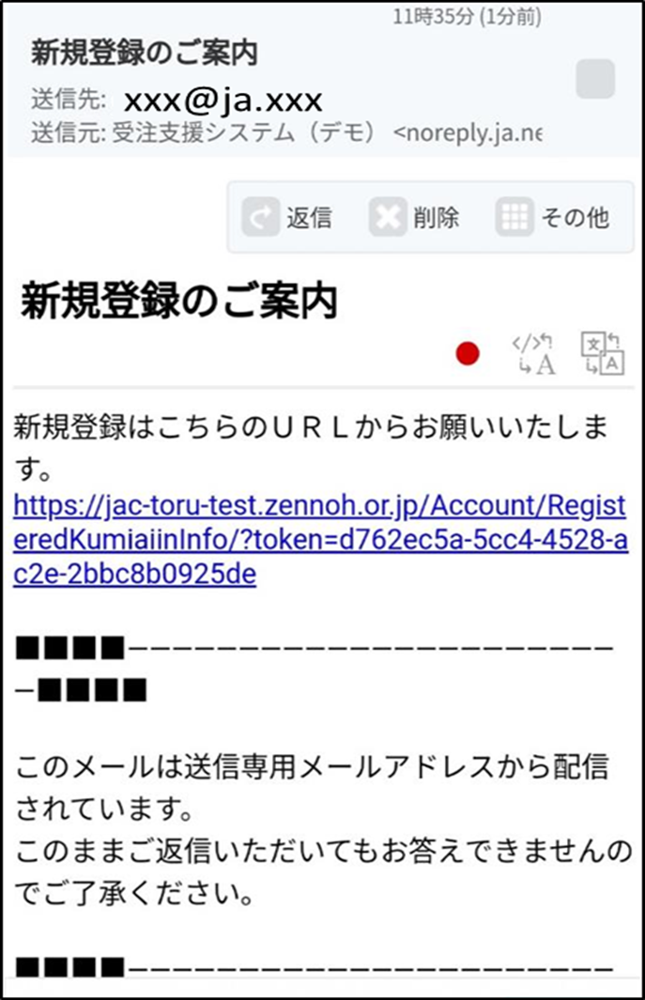 11時35分 (1分前)
新規登録のご案内
送信先: xxx@ja.xxx
送信元: 受注支援システム（デモ） <noreply.ja.ne
返信 削除 その他
新規登録のご案内
新規登録はこちらのＵＲＬからお願いいたしま
す。
https://jac-toru-test.zennoh.or.jp/Account/Regist
eredKumiaiinInfo/?token=d762ec5a-5cc4-4528-a
c2e-2bbc8b0925de
■■■■−−−−−−−−−−−−−−−−−−−−−−
−■■■■
このメールは送信専用メールアドレスから配信
されています。
このままご返信いただいてもお答えできませんの
でご了承ください。
■■■■−−−−−−−−−−−−−−−−−−−−−−